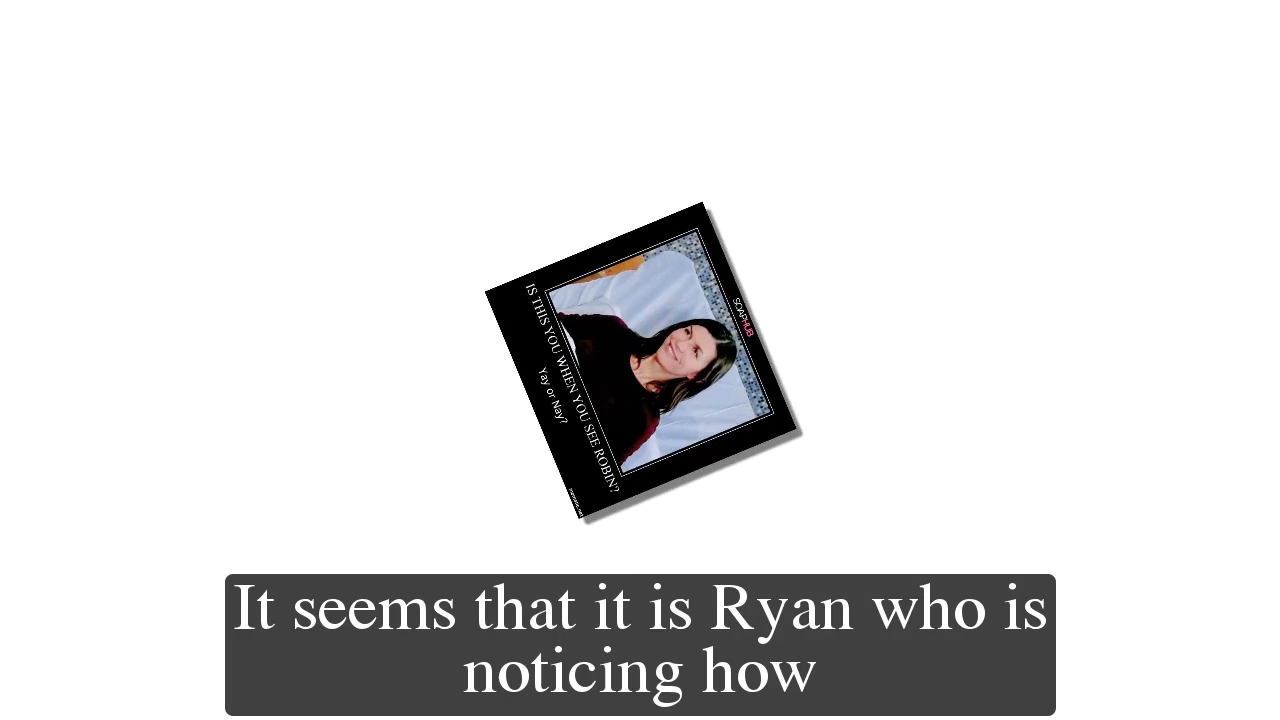 SOAPHUB
IS THIS YOU WHEN YOU SEE ROBIN?
Yay or Nay?
It seems that it is Ryan who is
noticing how